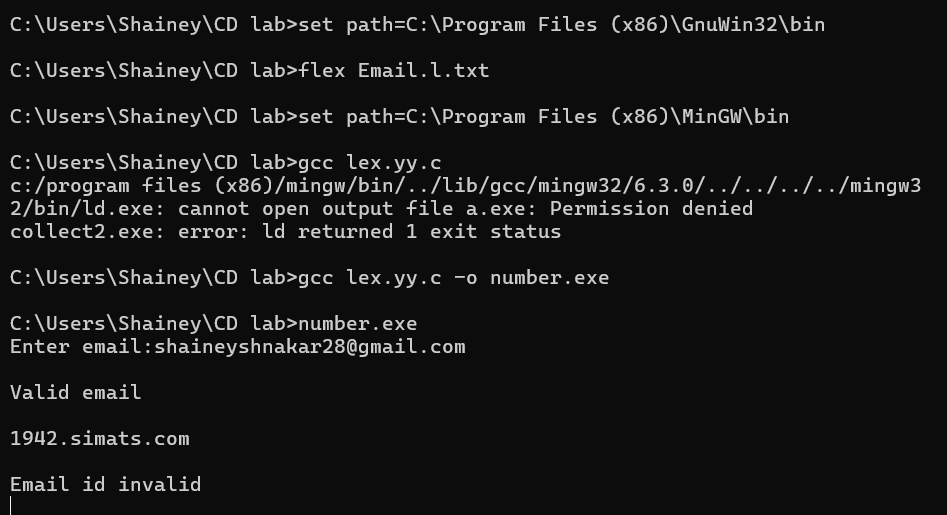 C:\Users\Shainey\CD lab>set path=C:\Program Files (x86)\GnuWin32\bin
C:\Users\Shainey\CD lab>flex Email.l.txt
C:\Users\Shainey\CD lab>set path=C:\Program Files (x86)\MinGW\bin
C:\Users\Shainey\CD lab>gcc lex.yy.c
c:/program files (x86)/mingw/bin/../lib/gcc/mingw32/6.3.0/../../../../mingw3
2/bin/ld.exe: cannot open output file a.exe: Permission denied
collect2.exe: error: ld returned 1 exit status
C:\Users\Shainey\CD lab>gcc lex.yy.c -o number.exe
C:\Users\Shainey\CD lab>number.exe
Enter email:shaineyshnakar28@gmail.com
Valid email
1942.simats.com
Email id invalid